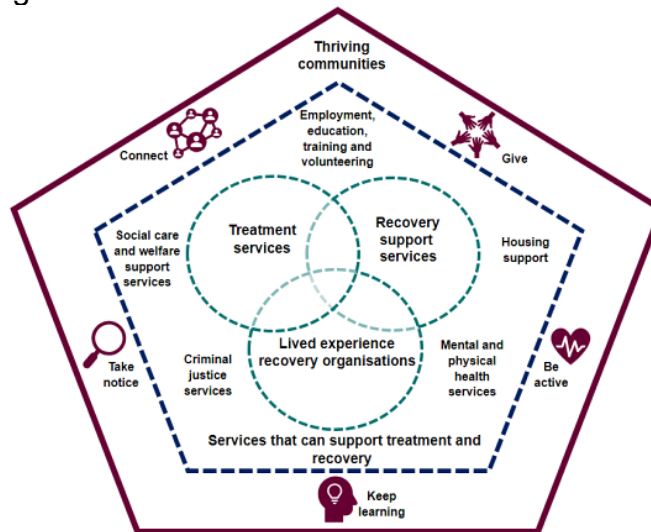 Thriving
communities
Connect
Give
Employment,
education,
training and
volunteering
Treatment
services
Recovery
support
services
Social care
and welfare
support
services
Housing
support
Lived experience
recovery organisations
Take
notice
Criminal
justice
services
Mental and
physical
health
services
Be
active
Services that can support treatment and
recovery
Keep
learning